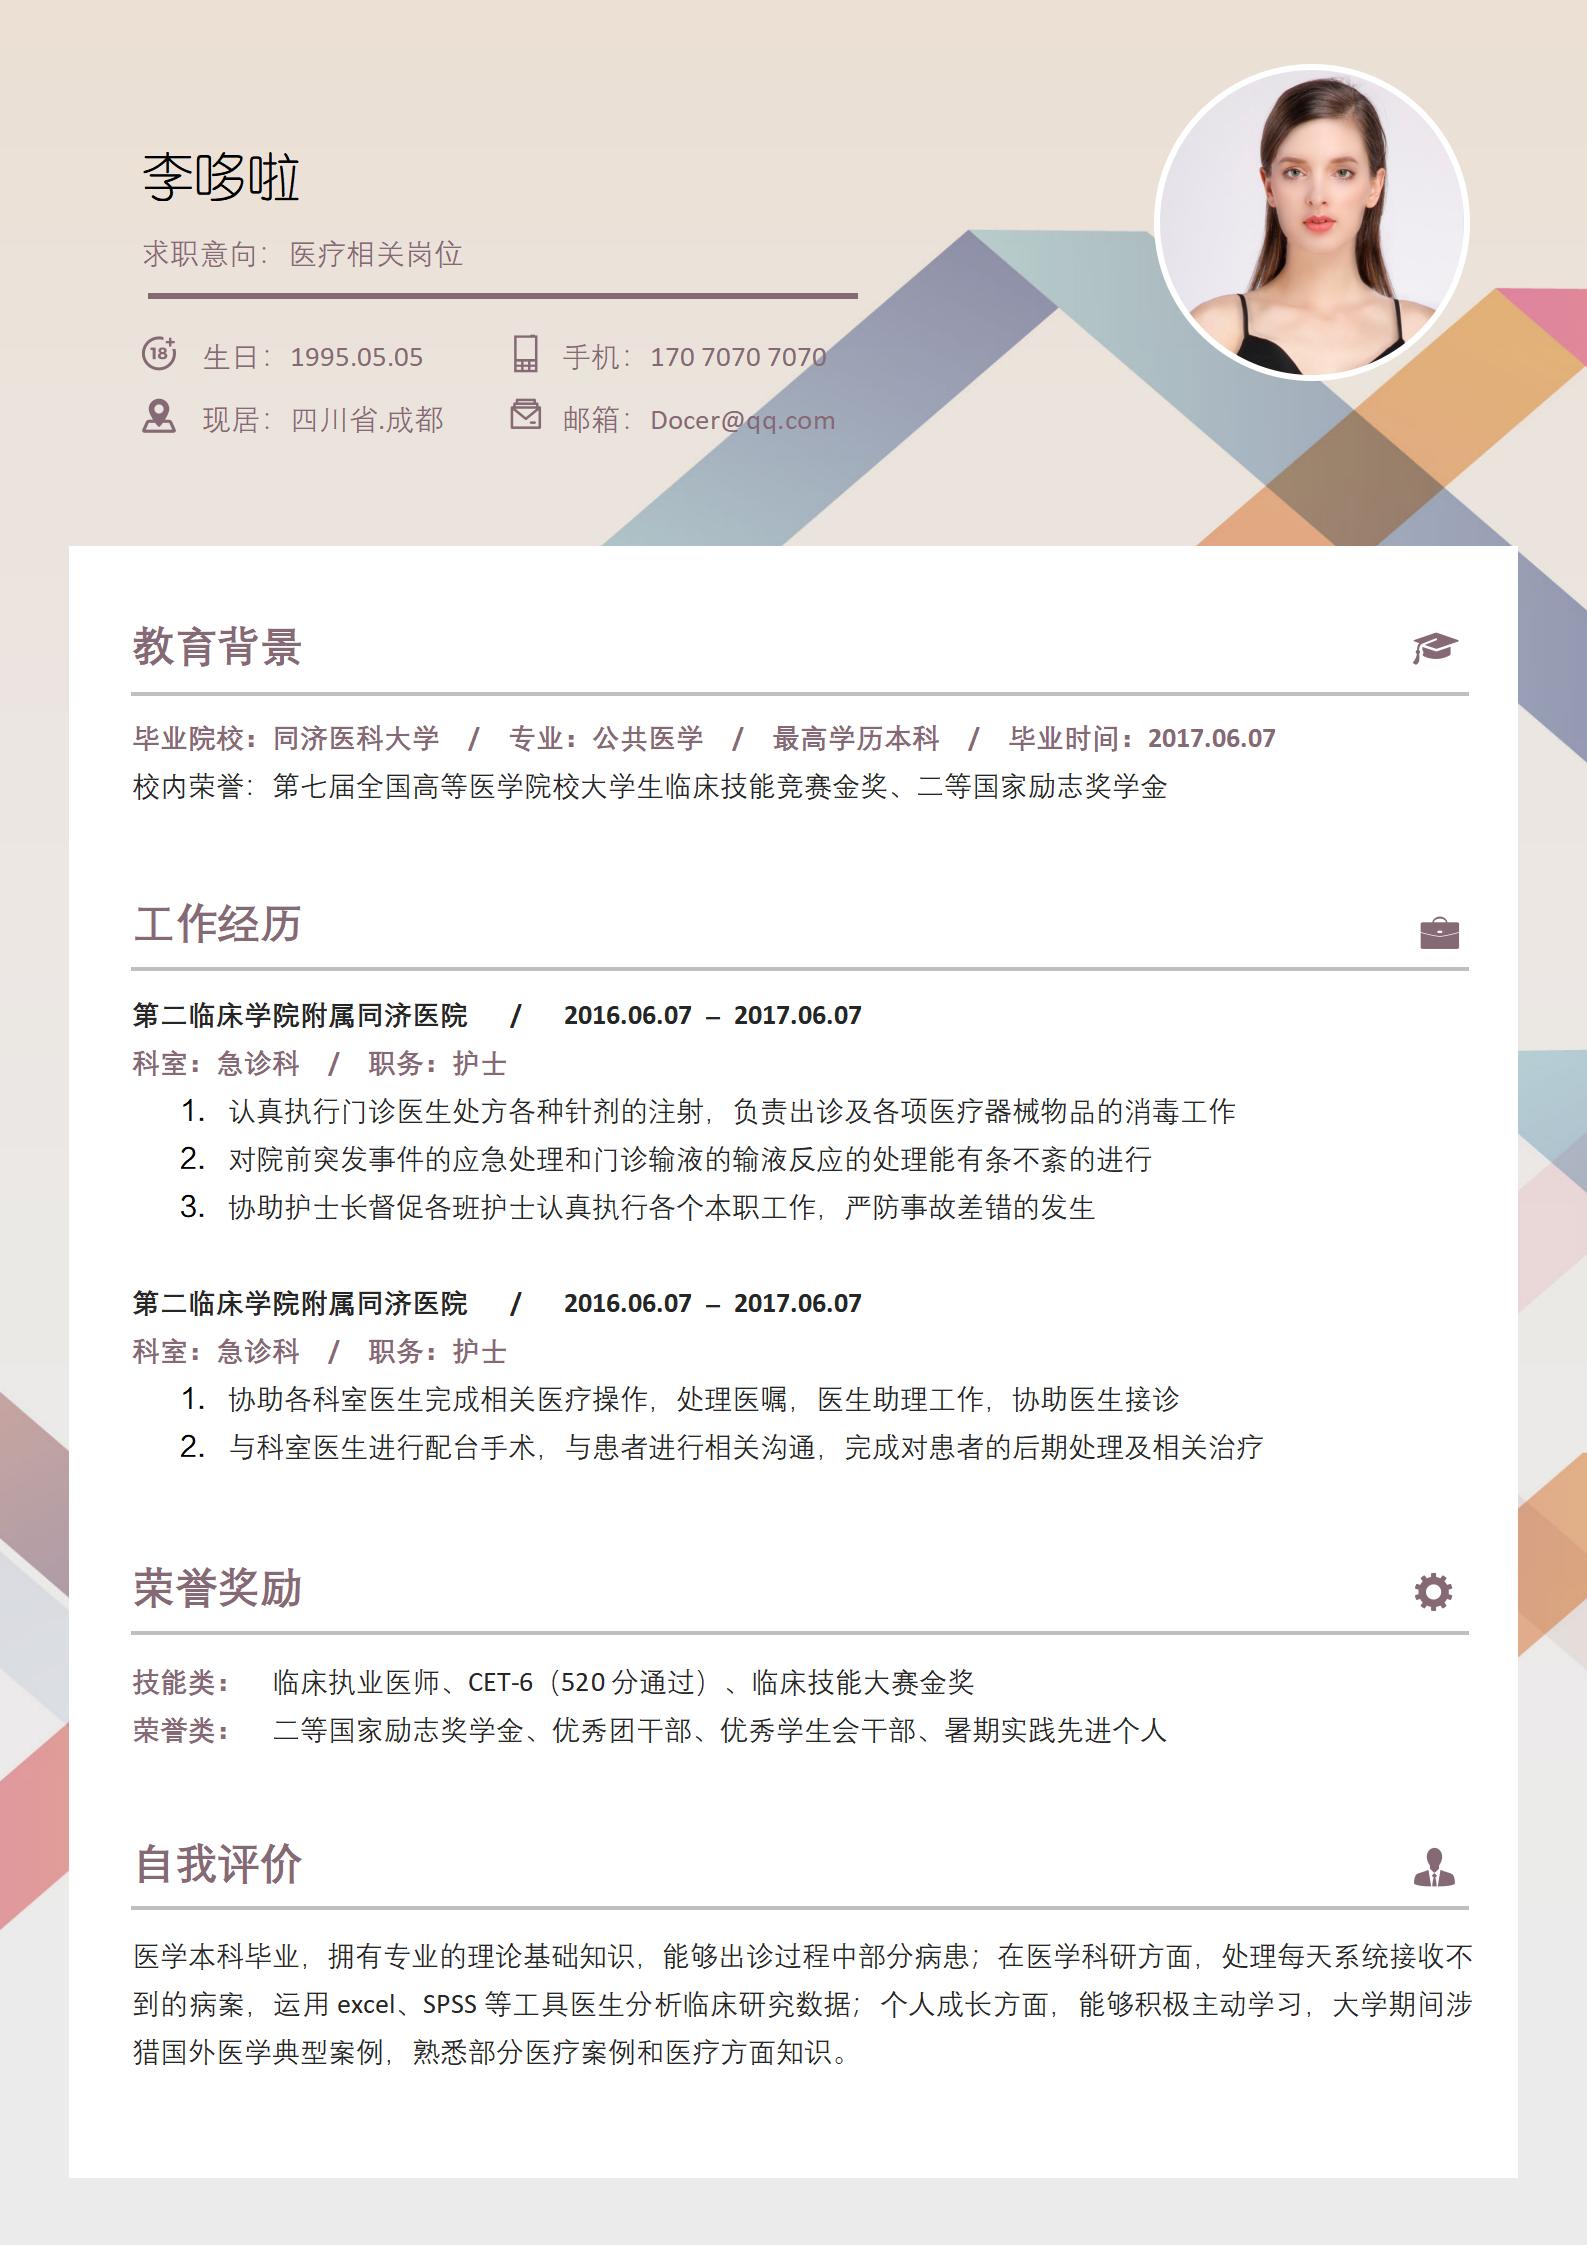 李哆啦
求职意向：医疗相关岗位
18+ 生日：1995.05.05 手机：170 7070 7070
现居：四川省.成都 邮箱：Docer@qq.com
教育背景
毕业院校：同济医科大学 / 专业：公共医学 / 最高学历本科 / 毕业时间：2017.06.07
校内荣誉：第七届全国高等医学院校大学生临床技能竞赛金奖、二等国家励志奖学金
工作经历
第二临床学院附属同济医院 / 2016.06.07 – 2017.06.07
科室：急诊科 / 职务：护士
1. 认真执行门诊医生处方各种针剂的注射，负责出诊及各项医疗器械物品的消毒工作
2. 对院前突发事件的应急处理和门诊输液的输液反应的处理能有条不紊的进行
3. 协助护士长督促各班护士认真执行各个本职工作，严防事故差错的发生
第二临床学院附属同济医院 / 2016.06.07 – 2017.06.07
科室：急诊科 / 职务：护士
1. 协助各科室医生完成相关医疗操作，处理医嘱，医生助理工作，协助医生接诊
2. 与科室医生进行配台手术，与患者进行相关沟通，完成对患者的后期处理及相关治疗
荣誉奖励
技能类： 临床执业医师、CET-6（520 分通过）、临床技能大赛金奖
荣誉类： 二等国家励志奖学金、优秀团干部、优秀学生会干部、暑期实践先进个人
自我评价
医学本科毕业，拥有专业的理论基础知识，能够出诊过程中部分病患；在医学科研方面，处理每天系统接收不
到的病案，运用 excel、SPSS 等工具医生分析临床研究数据；个人成长方面，能够积极主动学习，大学期间涉
猎国外医学典型案例，熟悉部分医疗案例和医疗方面知识。